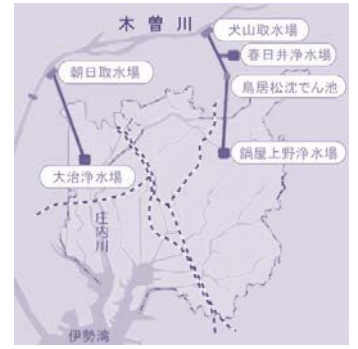 木曽川
犬山取水場
春日井浄水場
朝日取水場
鳥居松沈でん池
鍋屋上野浄水場
大治浄水場
庄内川
伊勢湾